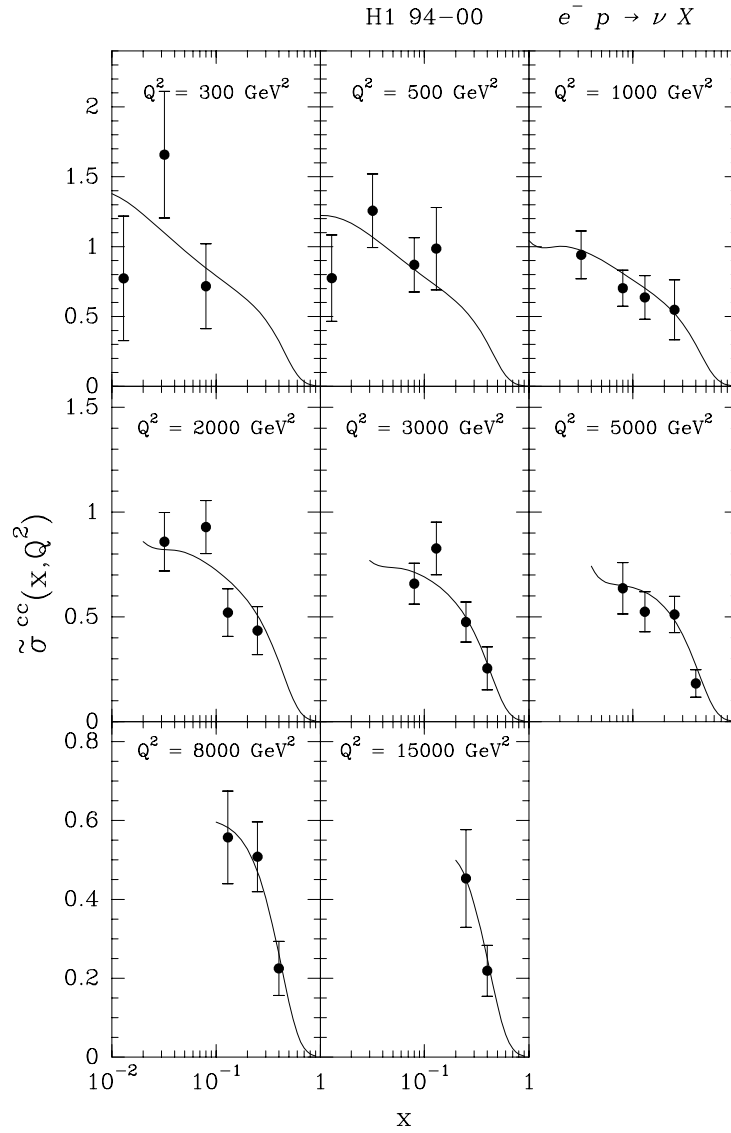 H1 94−00 e⁻ p → ν X
Q² = 300 GeV² Q² = 500 GeV² Q² = 1000 GeV²
2
1.5
1
0.5
0
Q² = 2000 GeV² Q² = 3000 GeV² Q² = 5000 GeV²
1.5
1
0.5
0
σ̃ ᶜᶜ(x,Q²)
Q² = 8000 GeV² Q² = 15000 GeV²
0.8
0.6
0.4
0.2
0
10⁻² 10⁻¹ 1 10⁻¹ 1
x